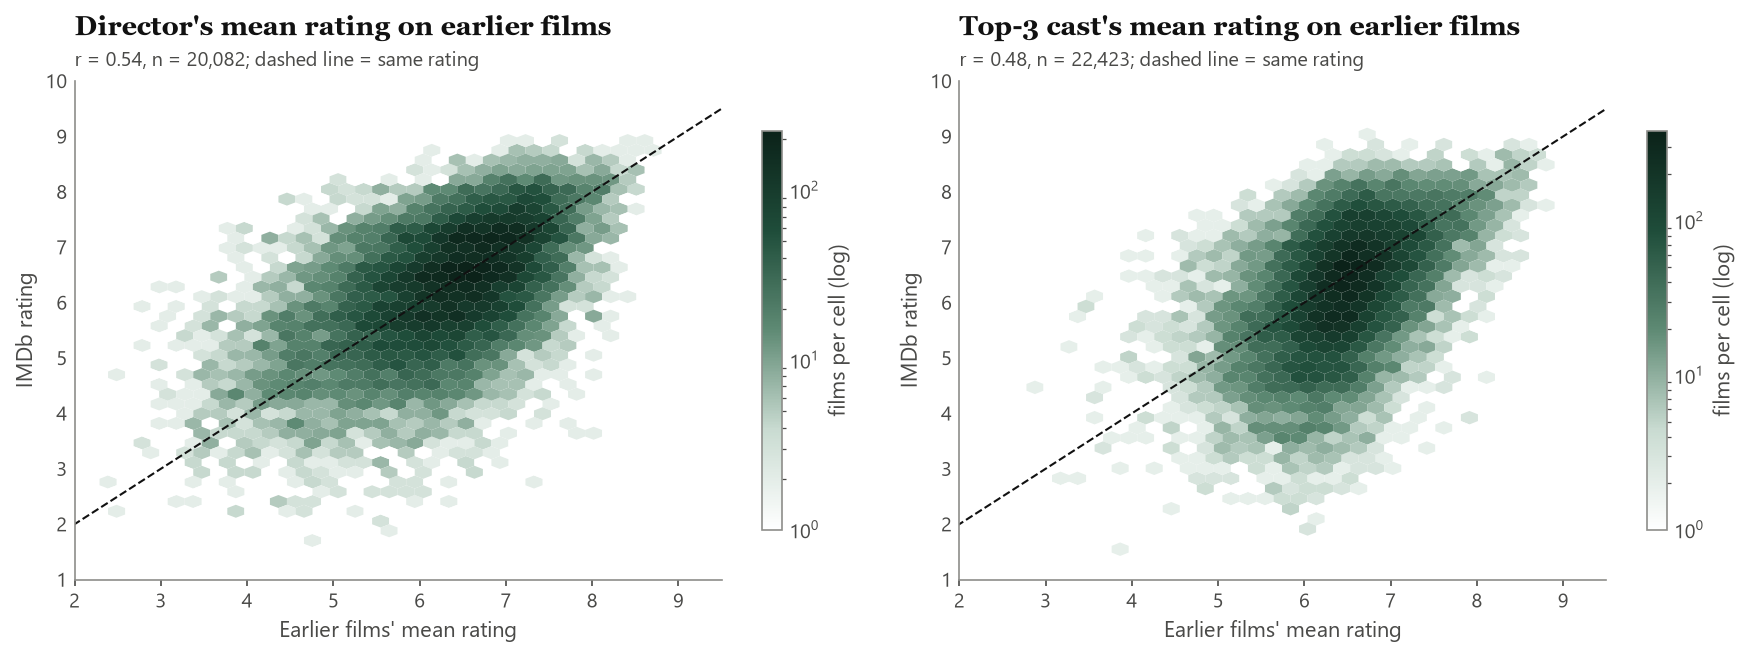 Director's mean rating on earlier films
r = 0.54, n = 20,082; dashed line = same rating
10
9
8
7
6
5
4
3
2
1
IMDb rating
2 3 4 5 6 7 8 9
Earlier films' mean rating
10²
10¹
10⁰
films per cell (log)
Top-3 cast's mean rating on earlier films
r = 0.48, n = 22,423; dashed line = same rating
10
9
8
7
6
5
4
3
2
1
IMDb rating
2 3 4 5 6 7 8 9
Earlier films' mean rating
10²
10¹
10⁰
films per cell (log)